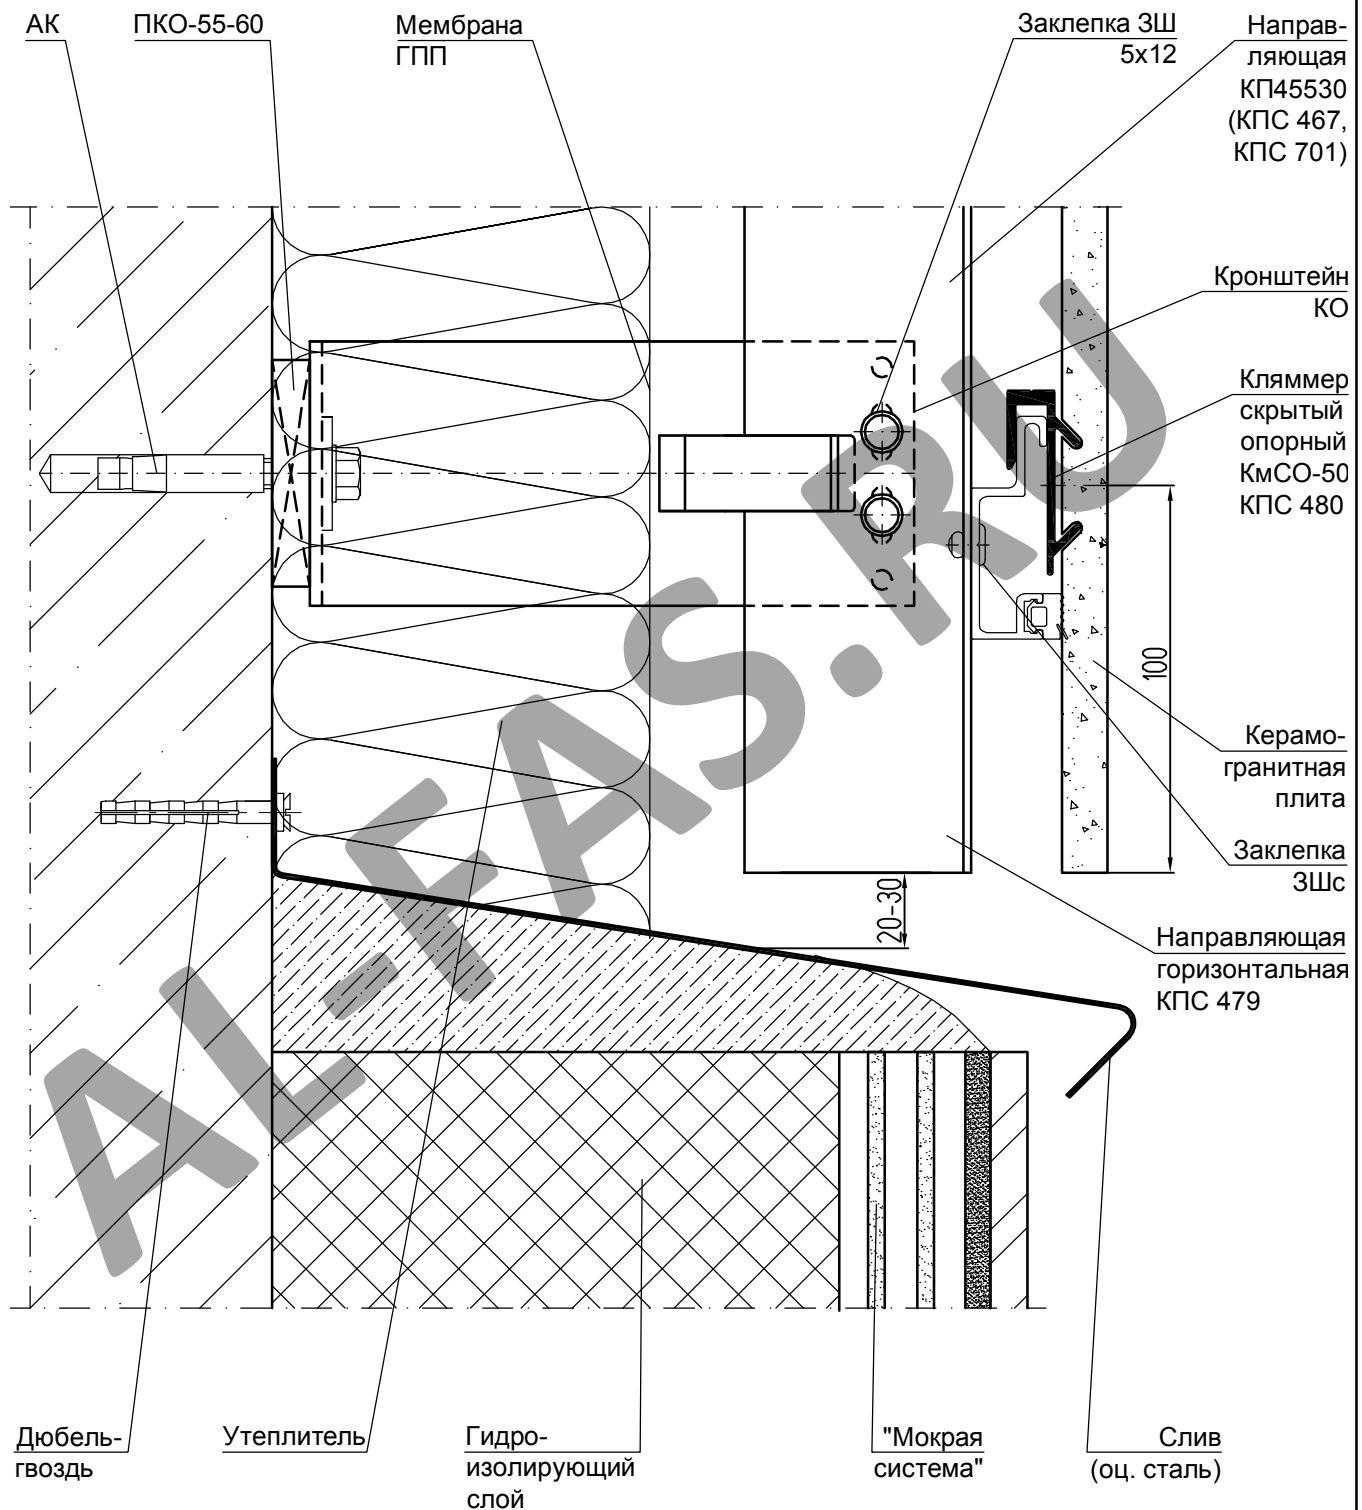 АК
ПКО-55-60
Мембрана
ГПП
Заклепка ЗШ
5х12
Направ-
ляющая
КП45530
(КПС 467,
КПС 701)
Кронштейн
КО
Кляммер
скрытый
опорный
КмСО-50
КПС 480
100
Керамо-
гранитная
плита
Заклепка
ЗШс
20-30
Направляющая
горизонтальная
КПС 479
Дюбель-
гвоздь
Утеплитель
Гидро-
изолирующий
слой
"Мокрая
система"
Слив
(оц. сталь)
AL-FAS.RU